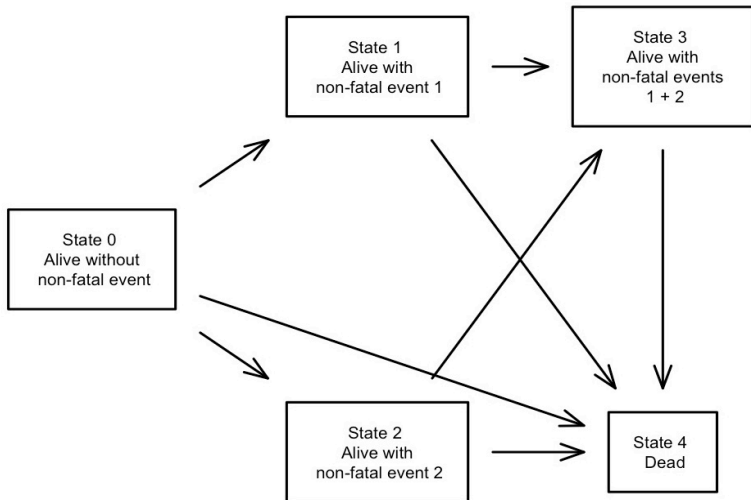 State 1
Alive with
non-fatal event 1
State 3
Alive with
non-fatal events
1 + 2
State 0
Alive without
non-fatal event
State 2
Alive with
non-fatal event 2
State 4
Dead